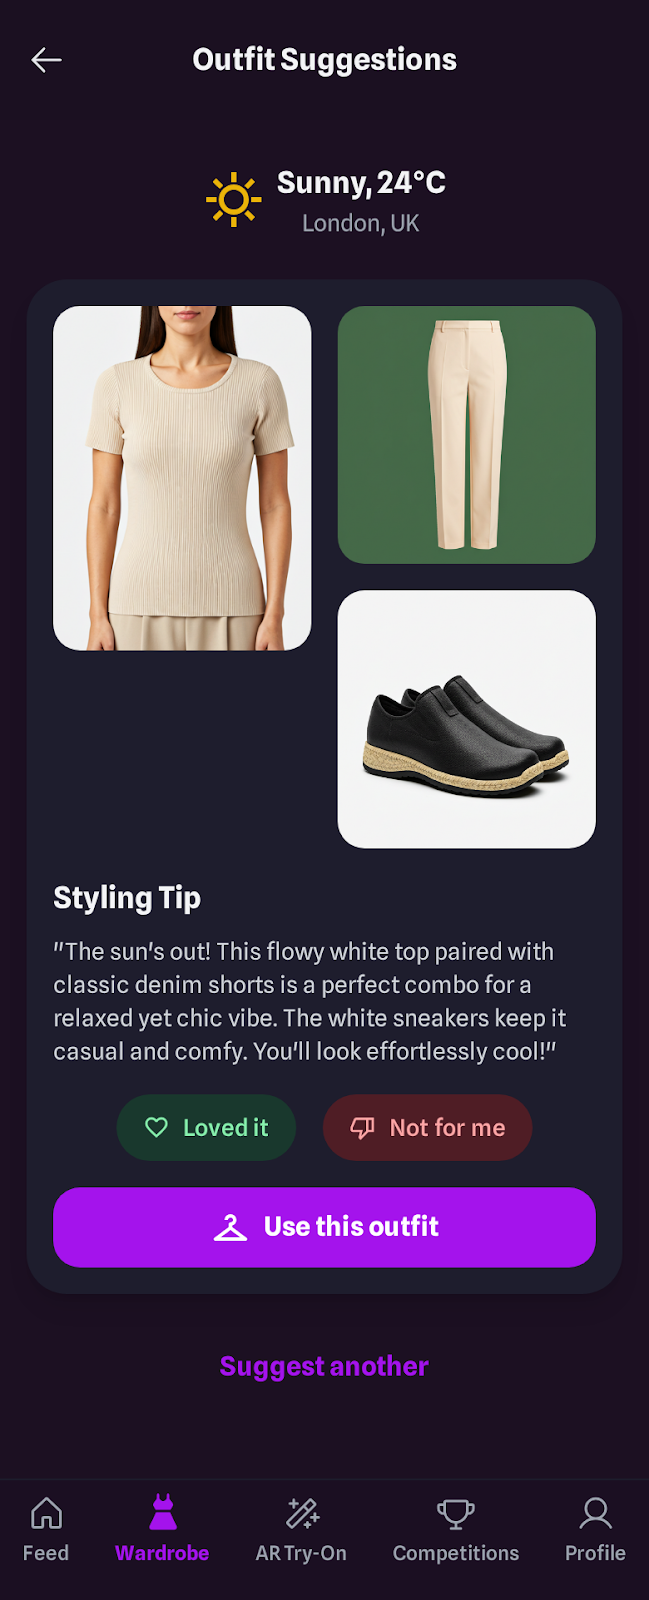 Outfit Suggestions
Sunny, 24°C
London, UK
Styling Tip
"The sun's out! This flowy white top paired with
classic denim shorts is a perfect combo for a
relaxed yet chic vibe. The white sneakers keep it
casual and comfy. You'll look effortlessly cool!"
Loved it
Not for me
Use this outfit
Suggest another
Feed
Wardrobe
AR Try-On
Competitions
Profile